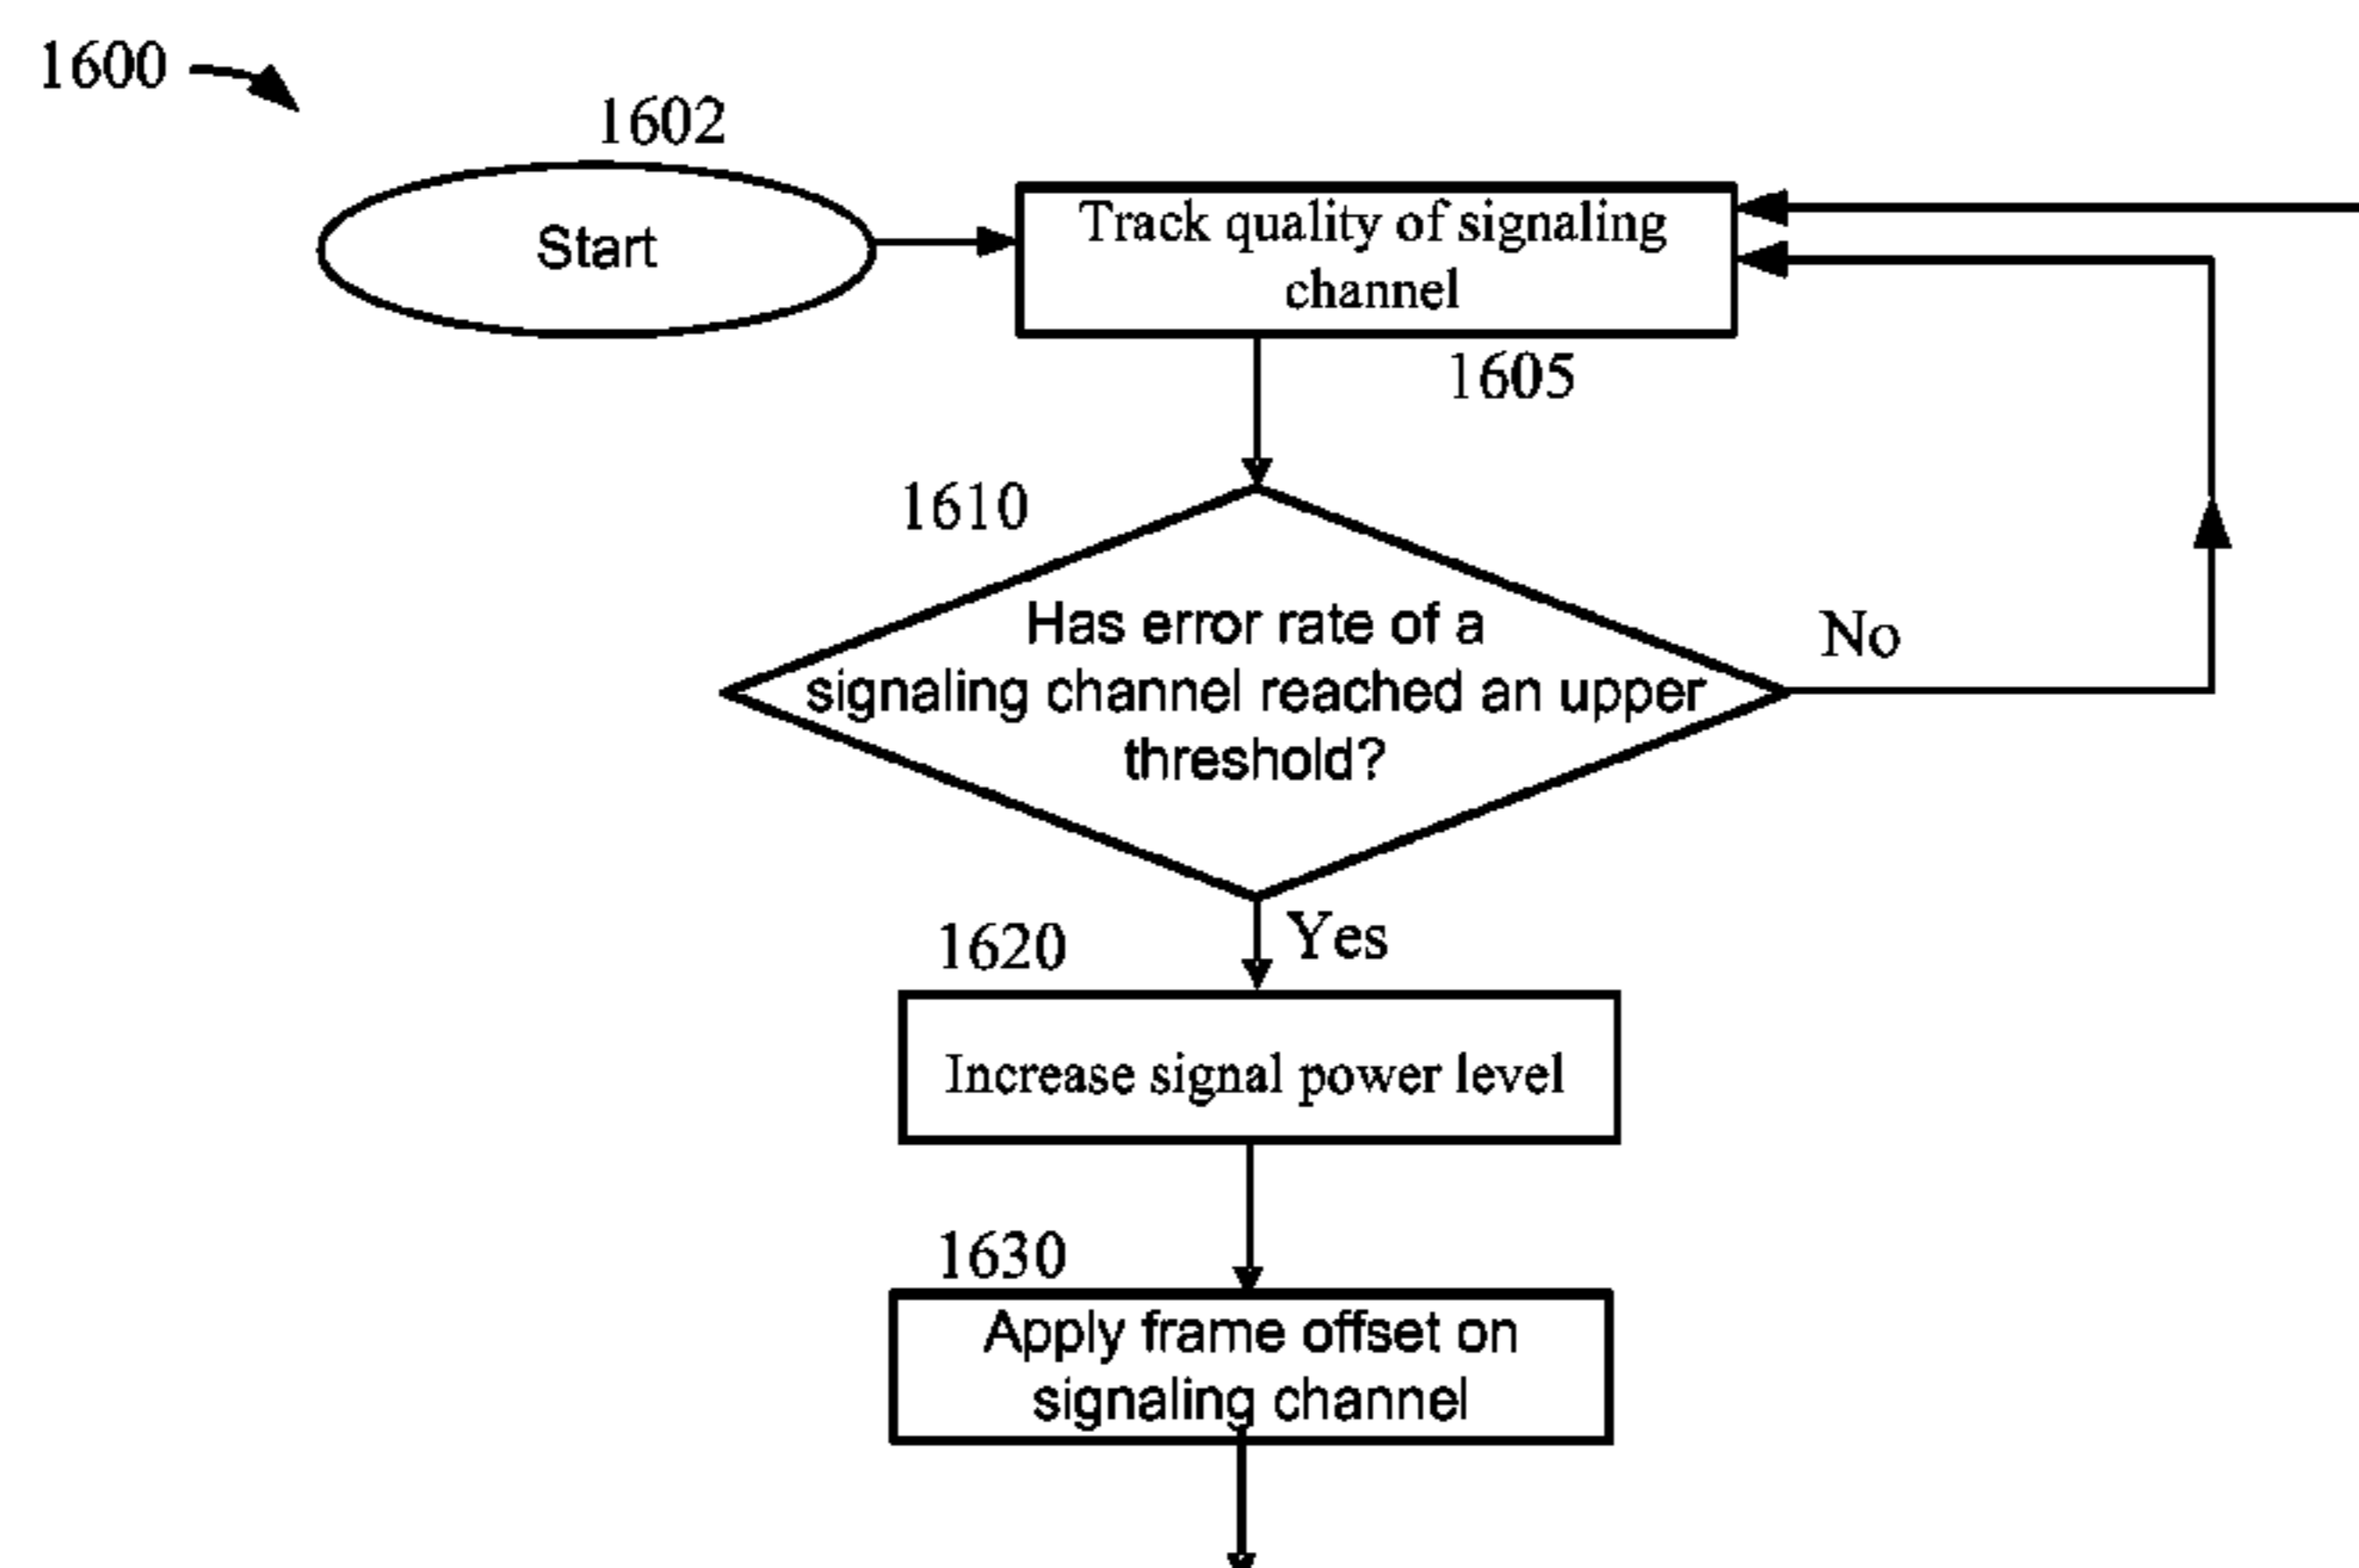 1600
1602
Start
Track quality of signaling
channel
1605
1610
Has error rate of a
signaling channel reached an upper
threshold?
No
Yes
1620
Increase signal power level
1630
Apply frame offset on
signaling channel